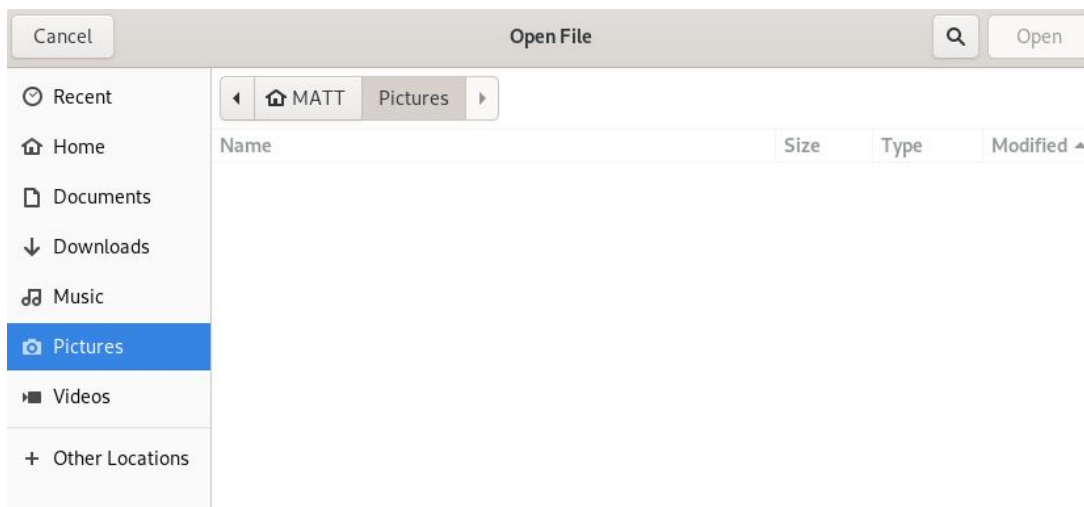 Cancel Open File Open
Recent
MATT Pictures
Home
Name Size Type Modified
Documents
Downloads
Music
Pictures
Videos
+ Other Locations